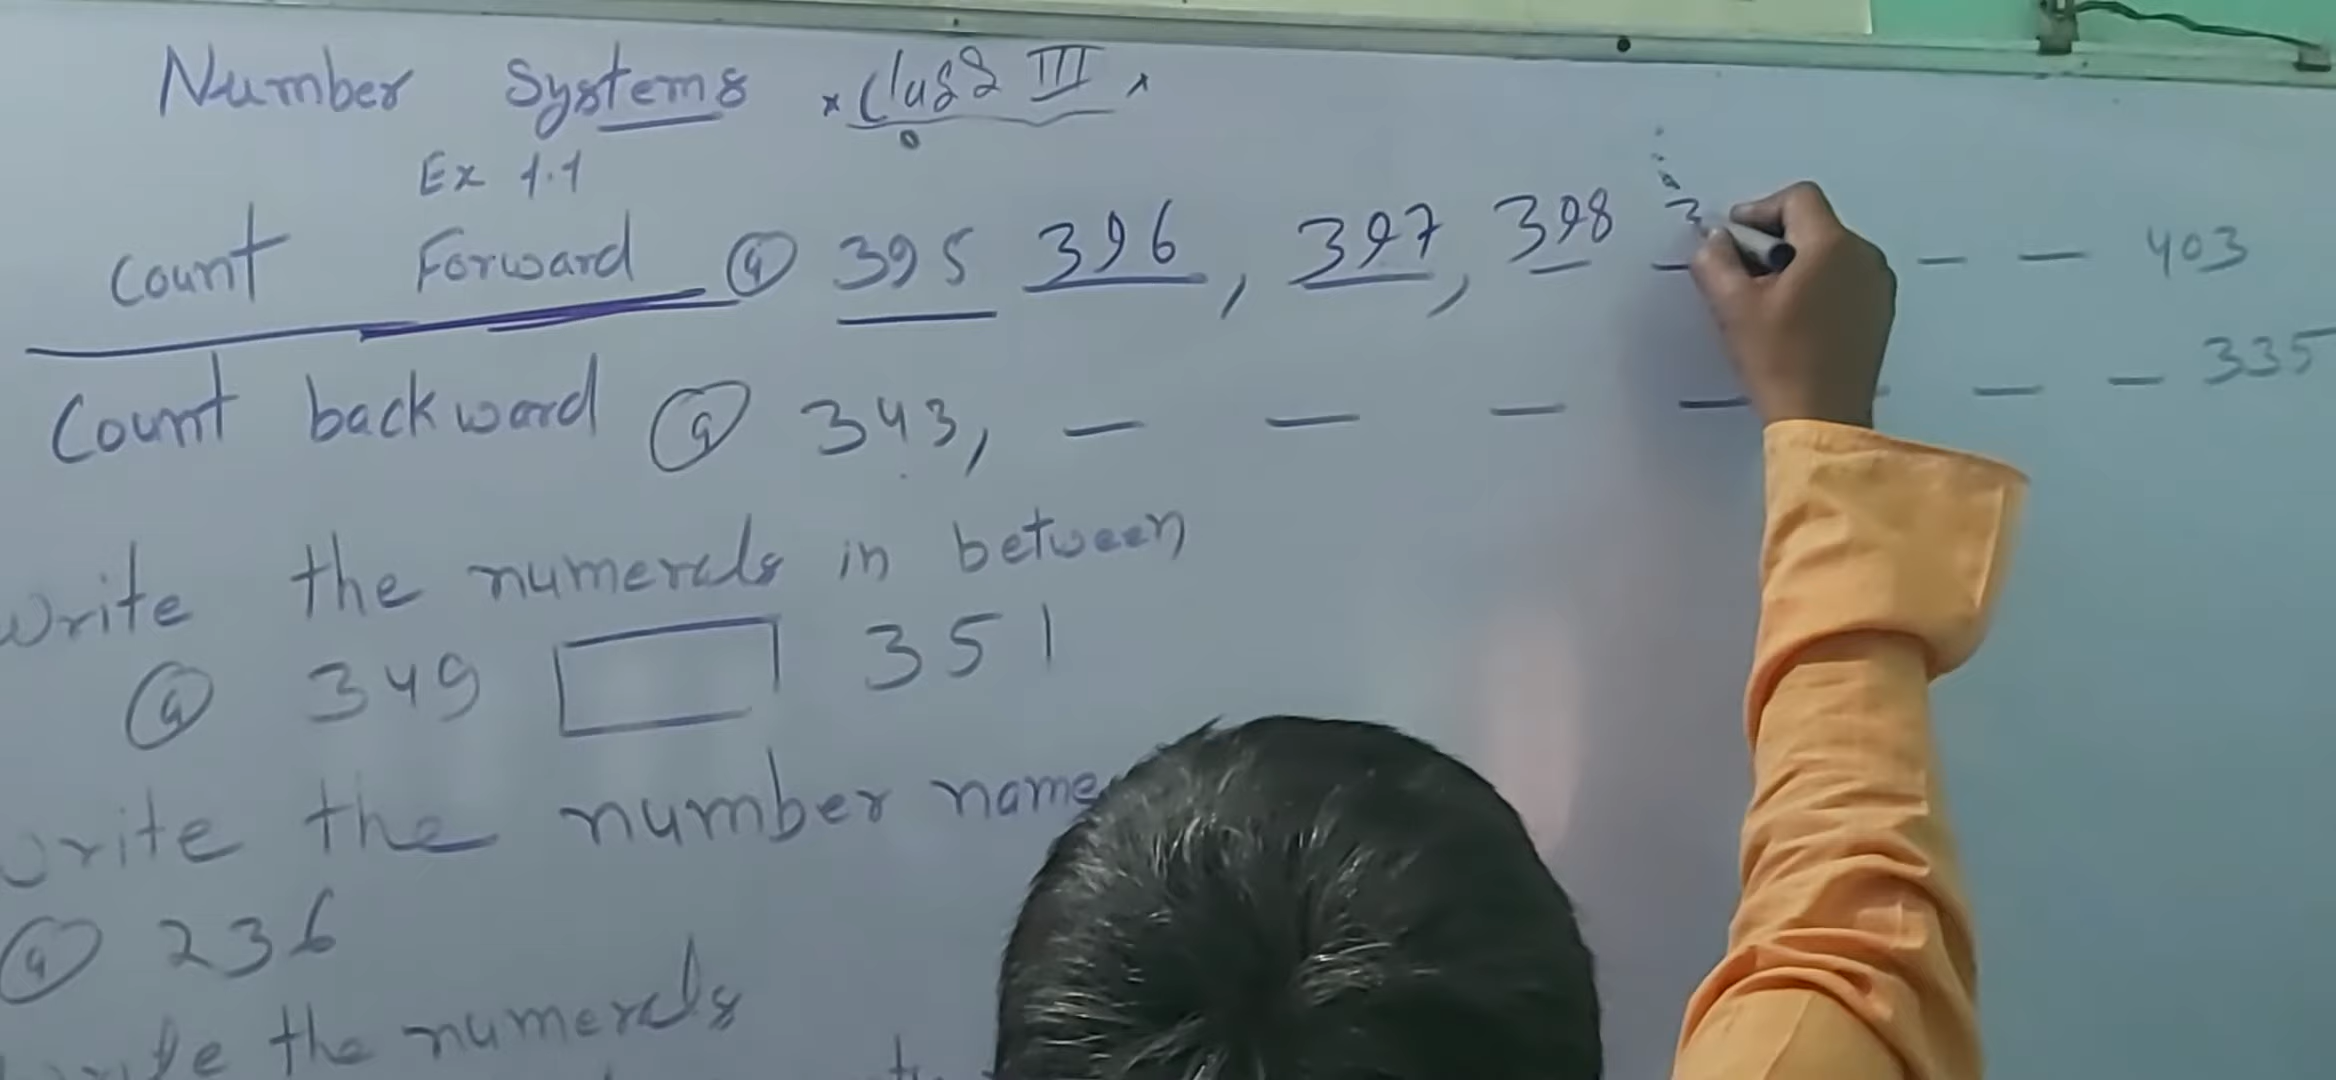 Number Systems × Class III ×
Ex 1.1
Count Forward (a) 395 396, 397, 398 3 _ _ 403
Count backward (a) 343, _ _ _ _ _ _ 335
Write the numerals in between
(a) 349 351
write the number name
(a) 236
the numerals